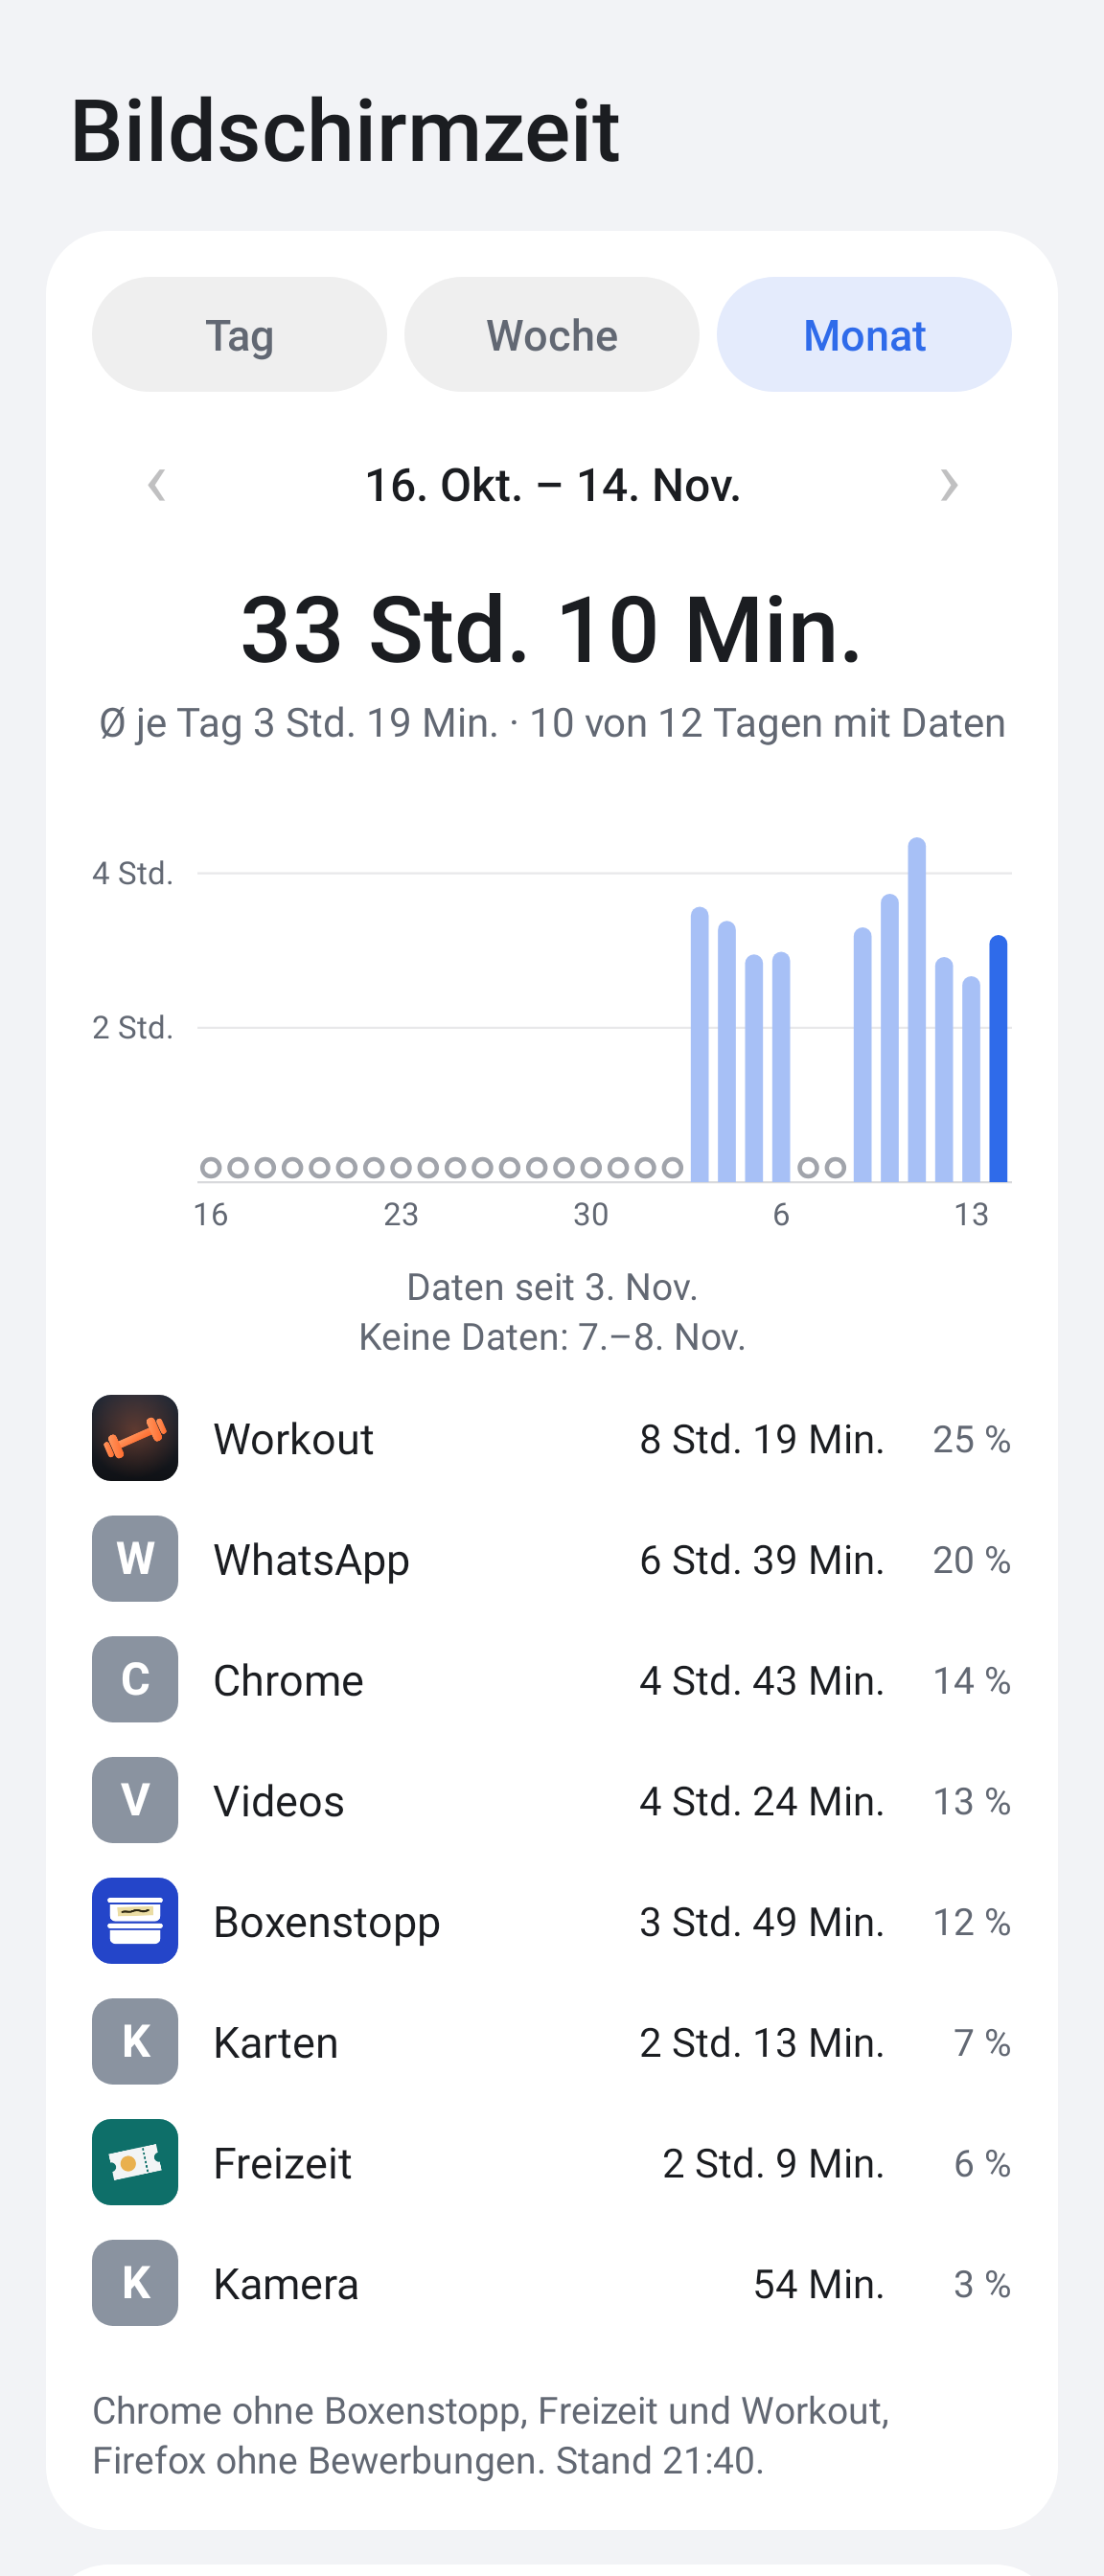 Bildschirmzeit
Tag Woche Monat
‹ 16. Okt. – 14. Nov. ›
33 Std. 10 Min.
Ø je Tag 3 Std. 19 Min. · 10 von 12 Tagen mit Daten
4 Std.
2 Std.
16 23 30 6 13
Daten seit 3. Nov.
Keine Daten: 7.–8. Nov.
Workout 8 Std. 19 Min. 25 %
W WhatsApp 6 Std. 39 Min. 20 %
C Chrome 4 Std. 43 Min. 14 %
V Videos 4 Std. 24 Min. 13 %
Boxenstopp 3 Std. 49 Min. 12 %
K Karten 2 Std. 13 Min. 7 %
Freizeit 2 Std. 9 Min. 6 %
K Kamera 54 Min. 3 %
Chrome ohne Boxenstopp, Freizeit und Workout,
Firefox ohne Bewerbungen. Stand 21:40.